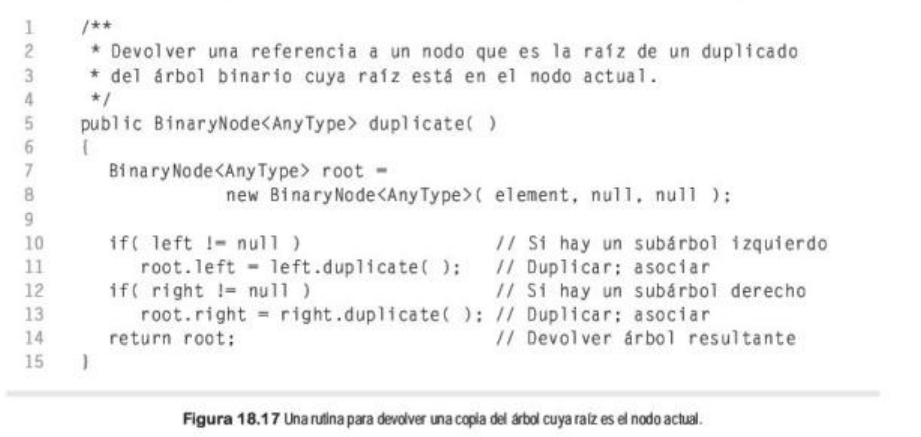 1 /**
2 * Devolver una referencia a un nodo que es la raíz de un duplicado
3 * del árbol binario cuya raíz está en el nodo actual.
4 */
5 public BinaryNode<AnyType> duplicate( )
6 {
7 BinaryNode<AnyType> root =
8 new BinaryNode<AnyType>( element, null, null );
9
10 if( left != null ) // Si hay un subárbol izquierdo
11 root.left = left.duplicate( ); // Duplicar; asociar
12 if( right != null ) // Si hay un subárbol derecho
13 root.right = right.duplicate( ); // Duplicar; asociar
14 return root; // Devolver árbol resultante
15 }
Figura 18.17 Una rutina para devolver una copia del árbol cuya raíz es el nodo actual.